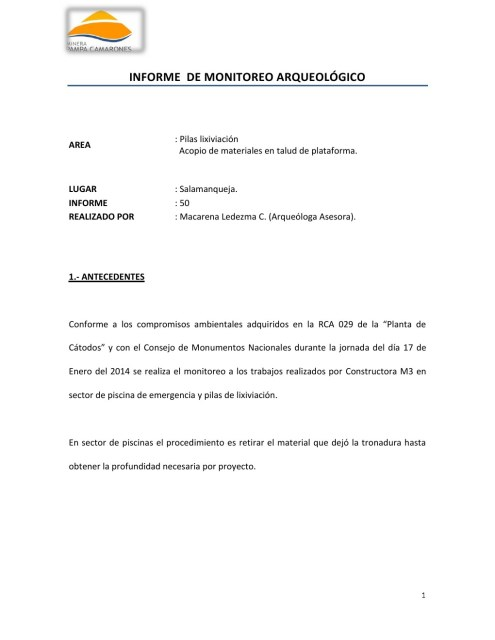 MINERA
PAMPA CAMARONES
INFORME DE MONITOREO ARQUEOLÓGICO
AREA : Pilas lixiviación
Acopio de materiales en talud de plataforma.
LUGAR : Salamanqueja.
INFORME : 50
REALIZADO POR : Macarena Ledezma C. (Arqueóloga Asesora).
1.- ANTECEDENTES
Conforme a los compromisos ambientales adquiridos en la RCA 029 de la “Planta de
Cátodos” y con el Consejo de Monumentos Nacionales durante la jornada del día 17 de
Enero del 2014 se realiza el monitoreo a los trabajos realizados por Constructora M3 en
sector de piscina de emergencia y pilas de lixiviación.
En sector de piscinas el procedimiento es retirar el material que dejó la tronadura hasta
obtener la profundidad necesaria por proyecto.
1